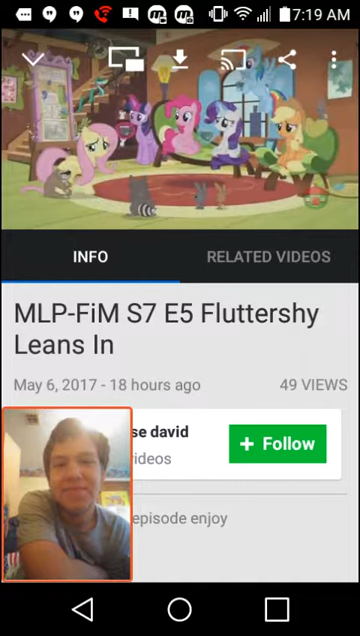 7:19 AM
INFO
RELATED VIDEOS
MLP-FiM S7 E5 Fluttershy
Leans In
May 6, 2017 - 18 hours ago
49 VIEWS
se david
+ Follow
videos
episode enjoy